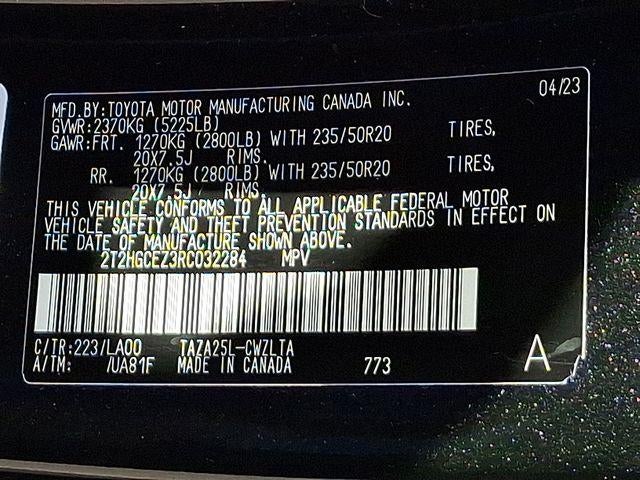 04/23
MFD.BY:TOYOTA MOTOR MANUFACTURING CANADA INC.
GVWR:2370KG (5225LB)
GAWR:FRT. 1270KG (2800LB) WITH 235/50R20 TIRES,
20X7.5J RIMS.
RR. 1270KG (2800LB) WITH 235/50R20 TIRES,
20X7.5J RIMS.
THIS VEHICLE CONFORMS TO ALL APPLICABLE FEDERAL MOTOR
VEHICLE SAFETY AND THEFT PREVENTION STANDARDS IN EFFECT ON
THE DATE OF MANUFACTURE SHOWN ABOVE.
2T2HGCEZ3RC032284 MPV
C/TR:223/LA00 TAZA25L-CWZLTA
A/TM: /UA81F MADE IN CANADA 773 A